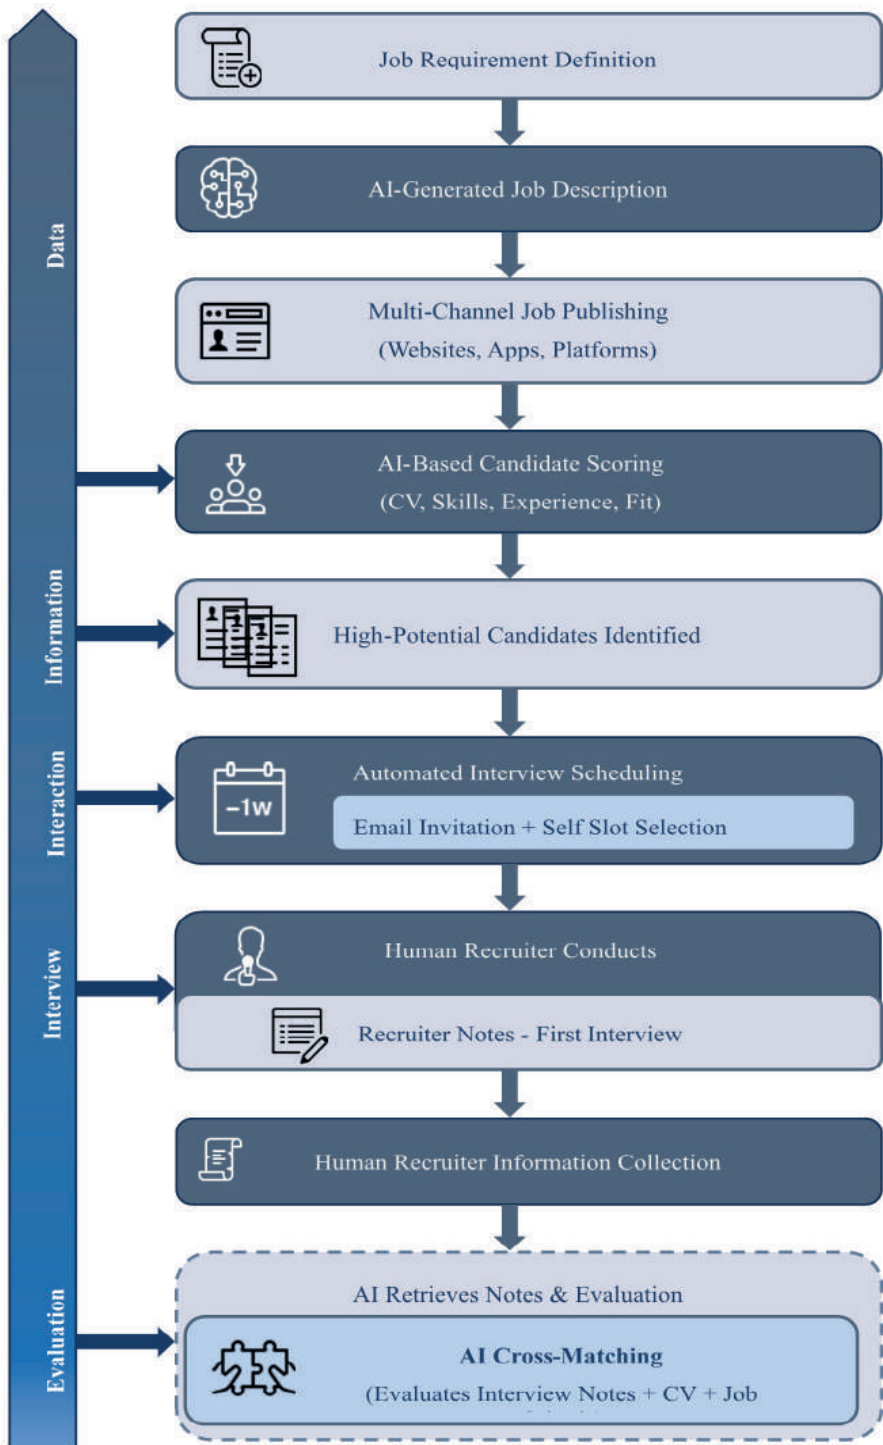 Job Requirement Definition
AI-Generated Job Description
Data
Multi-Channel Job Publishing
(Websites, Apps, Platforms)
AI-Based Candidate Scoring
(CV, Skills, Experience, Fit)
Information
High-Potential Candidates Identified
Interaction
Automated Interview Scheduling
–1w
Email Invitation + Self Slot Selection
Interview
Human Recruiter Conducts
Recruiter Notes - First Interview
Human Recruiter Information Collection
Evaluation
AI Retrieves Notes & Evaluation
AI Cross-Matching
(Evaluates Interview Notes + CV + Job